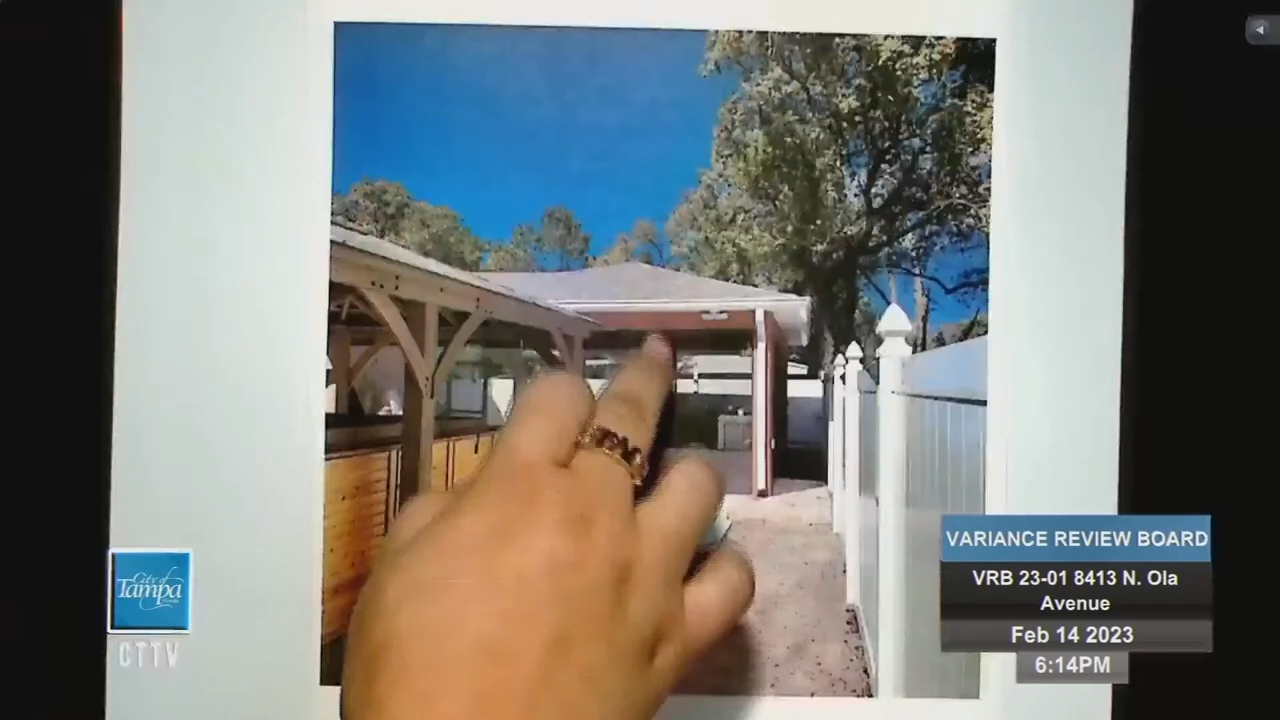 VARIANCE REVIEW BOARD
VRB 23-01 8413 N. Ola
Avenue
Feb 14 2023
6:14PM
City of
Tampa
CTTV